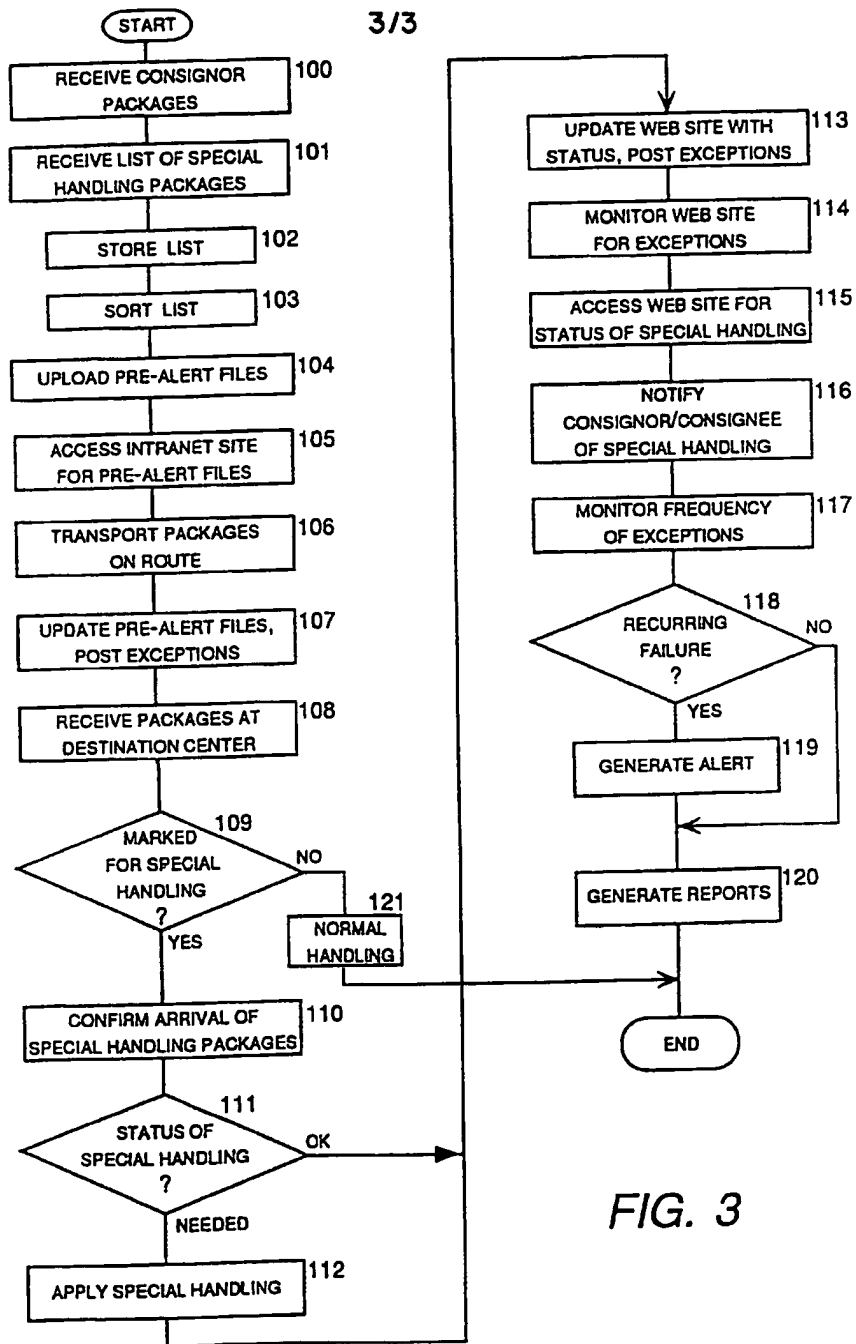 START
3/3
RECEIVE CONSIGNOR
PACKAGES
100
RECEIVE LIST OF SPECIAL
HANDLING PACKAGES
101
STORE LIST
102
SORT LIST
103
UPLOAD PRE-ALERT FILES
104
ACCESS INTRANET SITE
FOR PRE-ALERT FILES
105
TRANSPORT PACKAGES
ON ROUTE
106
UPDATE PRE-ALERT FILES,
POST EXCEPTIONS
107
RECEIVE PACKAGES AT
DESTINATION CENTER
108
MARKED
FOR SPECIAL
HANDLING
?
109
NO
YES
121
NORMAL
HANDLING
CONFIRM ARRIVAL OF
SPECIAL HANDLING PACKAGES
110
STATUS OF
SPECIAL HANDLING
?
111
OK
NEEDED
APPLY SPECIAL HANDLING
112
UPDATE WEB SITE WITH
STATUS, POST EXCEPTIONS
113
MONITOR WEB SITE
FOR EXCEPTIONS
114
ACCESS WEB SITE FOR
STATUS OF SPECIAL HANDLING
115
NOTIFY
CONSIGNOR/CONSIGNEE
OF SPECIAL HANDLING
116
MONITOR FREQUENCY
OF EXCEPTIONS
117
RECURRING
FAILURE
?
118
NO
YES
GENERATE ALERT
119
GENERATE REPORTS
120
END
FIG. 3